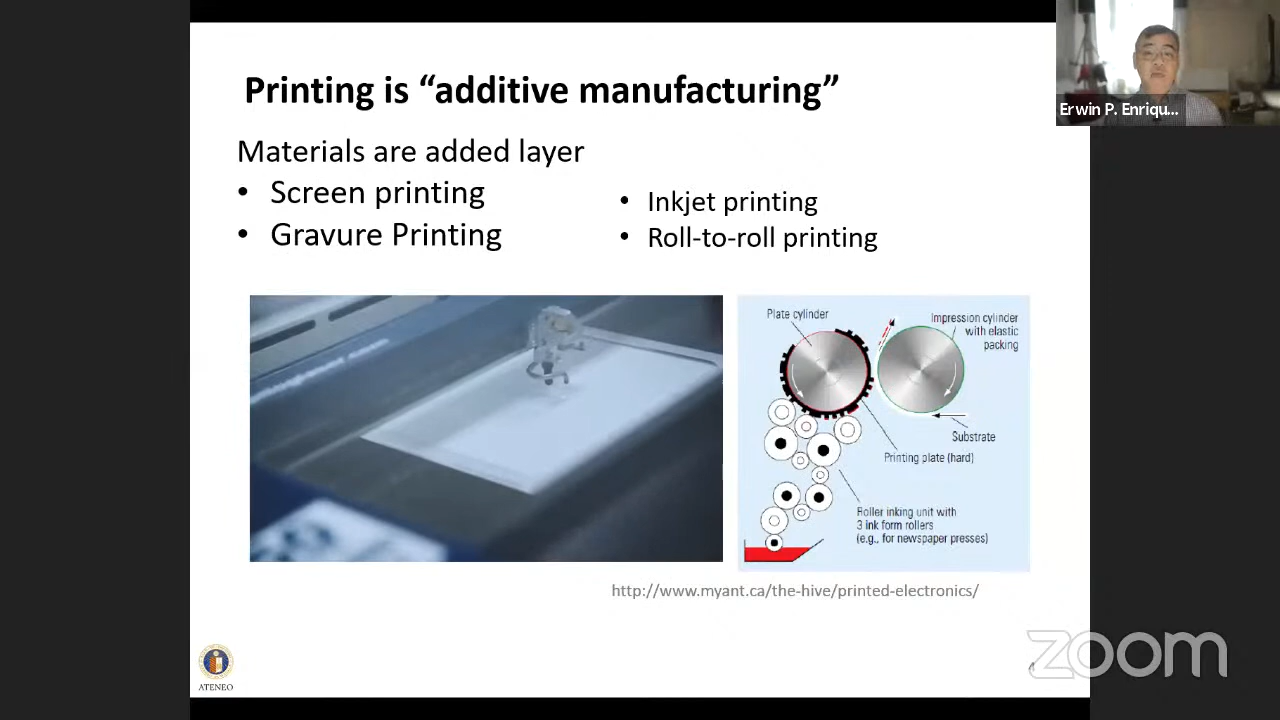 Printing is “additive manufacturing”
Materials are added layer
• Screen printing
• Gravure Printing
• Inkjet printing
• Roll-to-roll printing
Plate cylinder
Impression cylinder
with elastic
packing
Substrate
Printing plate (hard)
Roller inking unit with
3 ink form rollers
(e.g., for newspaper presses)
http://www.myant.ca/the-hive/printed-electronics/
ATENEO
Erwin P. Enriqu...
zoom